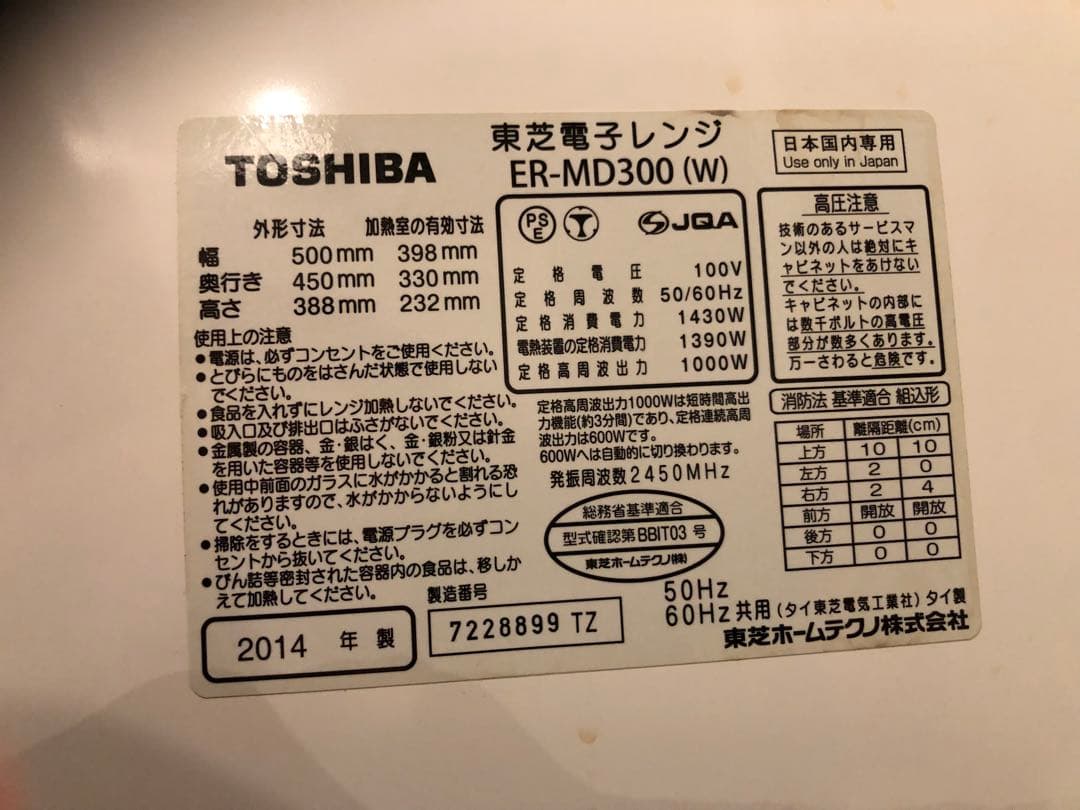 東芝電子レンジ
TOSHIBA
ER-MD300 (W)
日本国内専用
Use only in Japan
外形寸法 加熱室の有効寸法
幅 500mm 398mm
奥行き 450mm 330mm
高さ 388mm 232mm
使用上の注意
●電源は、必ずコンセントをご使用ください。
●とびらにものをはさんだ状態で使用しない
でください。
●食品を入れずにレンジ加熱しないでください。
●吸入口及び排出口はふさがないでください。
●金属製の容器、金・銀はく、金・銀粉又は針金
を用いた容器等を使用しないでください。
●使用中前面のガラスに水がかかると割れる恐
れがありますので、水がかからないようにし
てください。
●掃除をするときには、電源プラグを必ずコン
セントから抜いてください。
●びん詰等密封された容器内の食品は、移しか
えて加熱してください。
2014 年 製
PS
E
JQA
定格電圧 100V
定格周波数 50/60Hz
定格消費電力 1430W
電熱装置の定格消費電力 1390W
定格高周波出力 1000W
定格高周波出力1000Wは短時間高出
力機能(約3分間)であり、定格連続高周
波出力は600Wです。
600Wへは自動的に切り換わります。
発振周波数2450MHz
総務省基準適合
型式確認第BBIT03号
東芝ホームテクノ(株)
製造番号
7228899 TZ
高圧注意
技術のあるサービスマ
ン以外の人は絶対にキ
ャビネットをあけない
でください。
キャビネットの内部に
は数千ボルトの高電圧
部分が数多くあります。
万一さわると危険です。
消防法 基準適合 組込形
場所 離隔距離(cm)
上方 10 10
左方 2 0
右方 2 4
前方 開放 開放
後方 0 0
下方 0 0
50Hz
60Hz共用(タイ東芝電気工業社)タイ製
東芝ホームテクノ株式会社